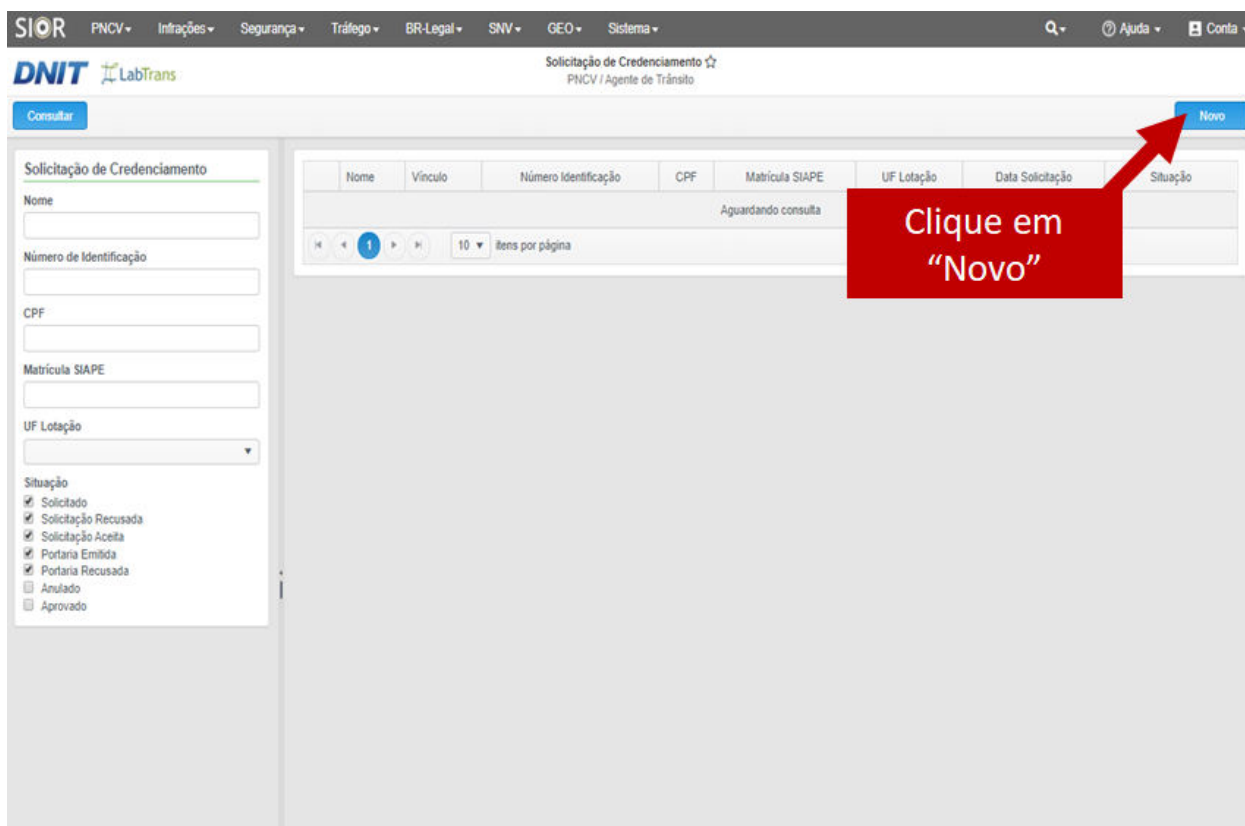 SIOR PNCV Infrações Segurança Tráfego BR-Legal SNV GEO Sistema Ajuda Conta
DNIT LabTrans
Solicitação de Credenciamento
PNCV / Agente de Trânsito
Consultar
Novo
Solicitação de Credenciamento
Nome
Número de Identificação
CPF
Matrícula SIAPE
UF Lotação
Situação
Solicitado
Solicitação Recusada
Solicitação Aceita
Portaria Emitida
Portaria Recusada
Anulado
Aprovado
Nome Vínculo Número Identificação CPF Matrícula SIAPE UF Lotação Data Solicitação Situação
Aguardando consulta
1 10 itens por página
Clique em
“Novo”